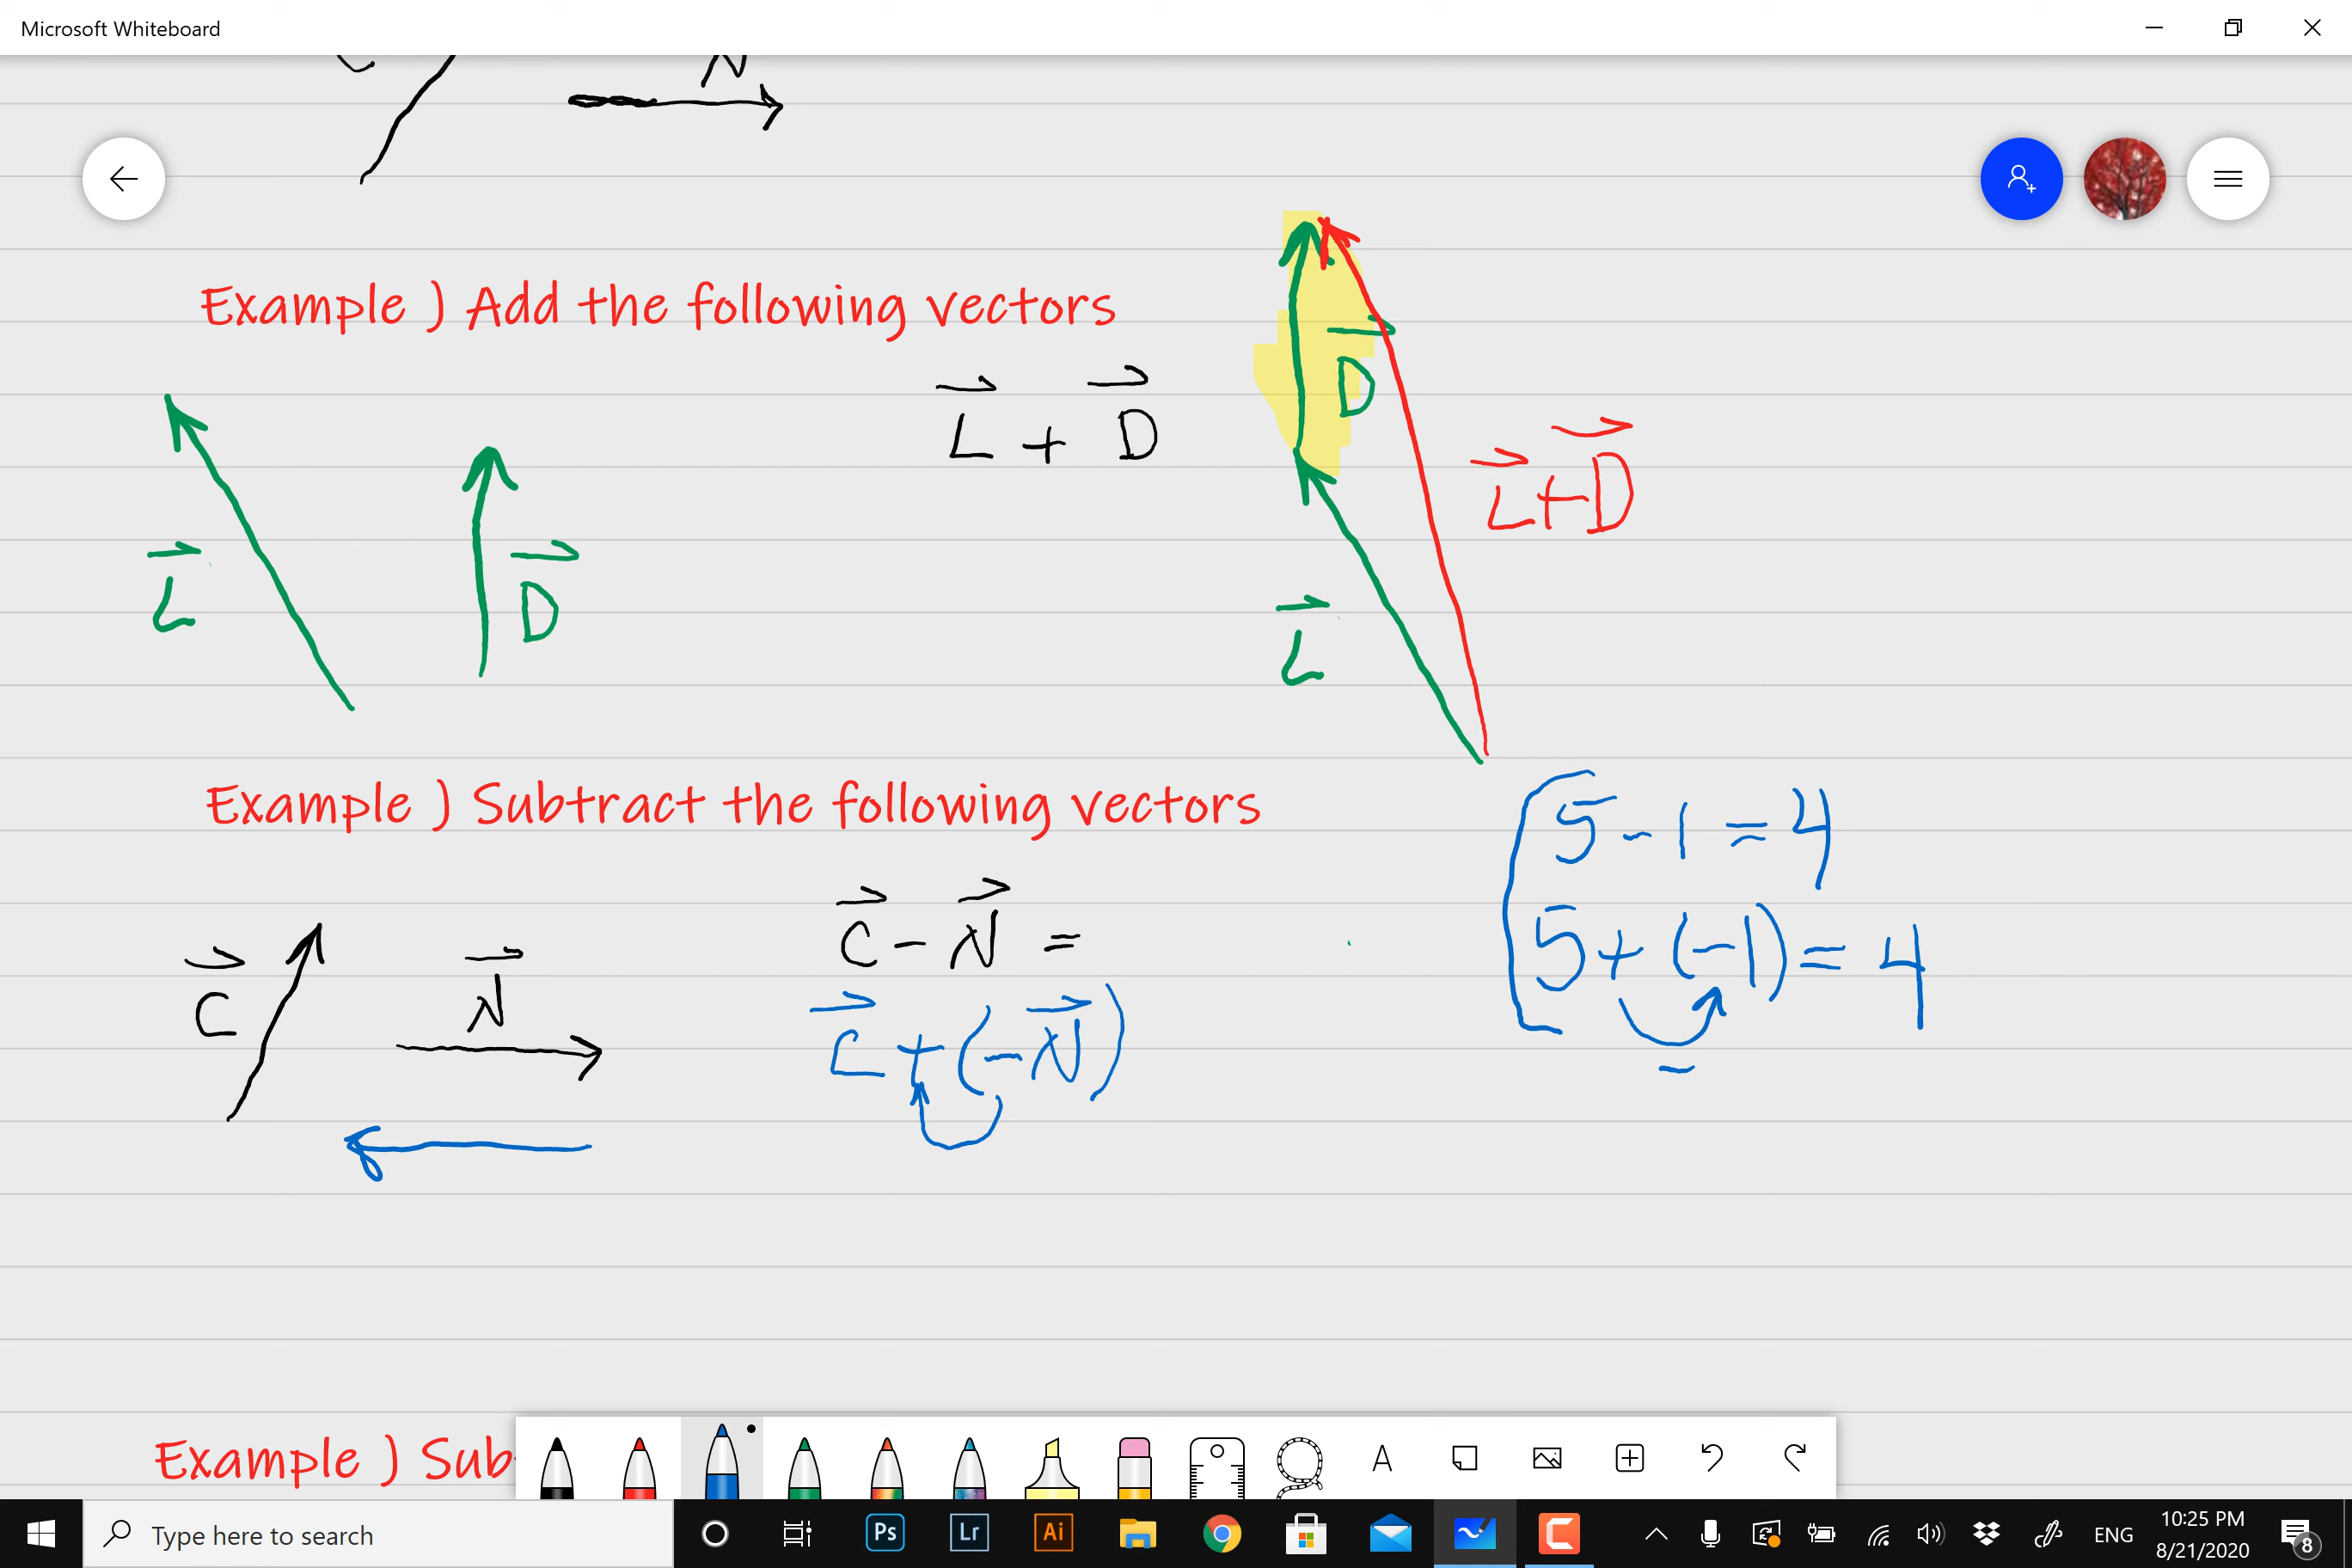 Microsoft Whiteboard
C
N
Example ) Add the following vectors
L + D
D
L+D
L
D
L
Example ) Subtract the following vectors
5 - 1 = 4
C - N =
5 + (-1) = 4
C
N
C + (-N)
-
Example ) Sub
A
Type here to search
Ps
Lr
Ai
ENG
10:25 PM
8/21/2020
8